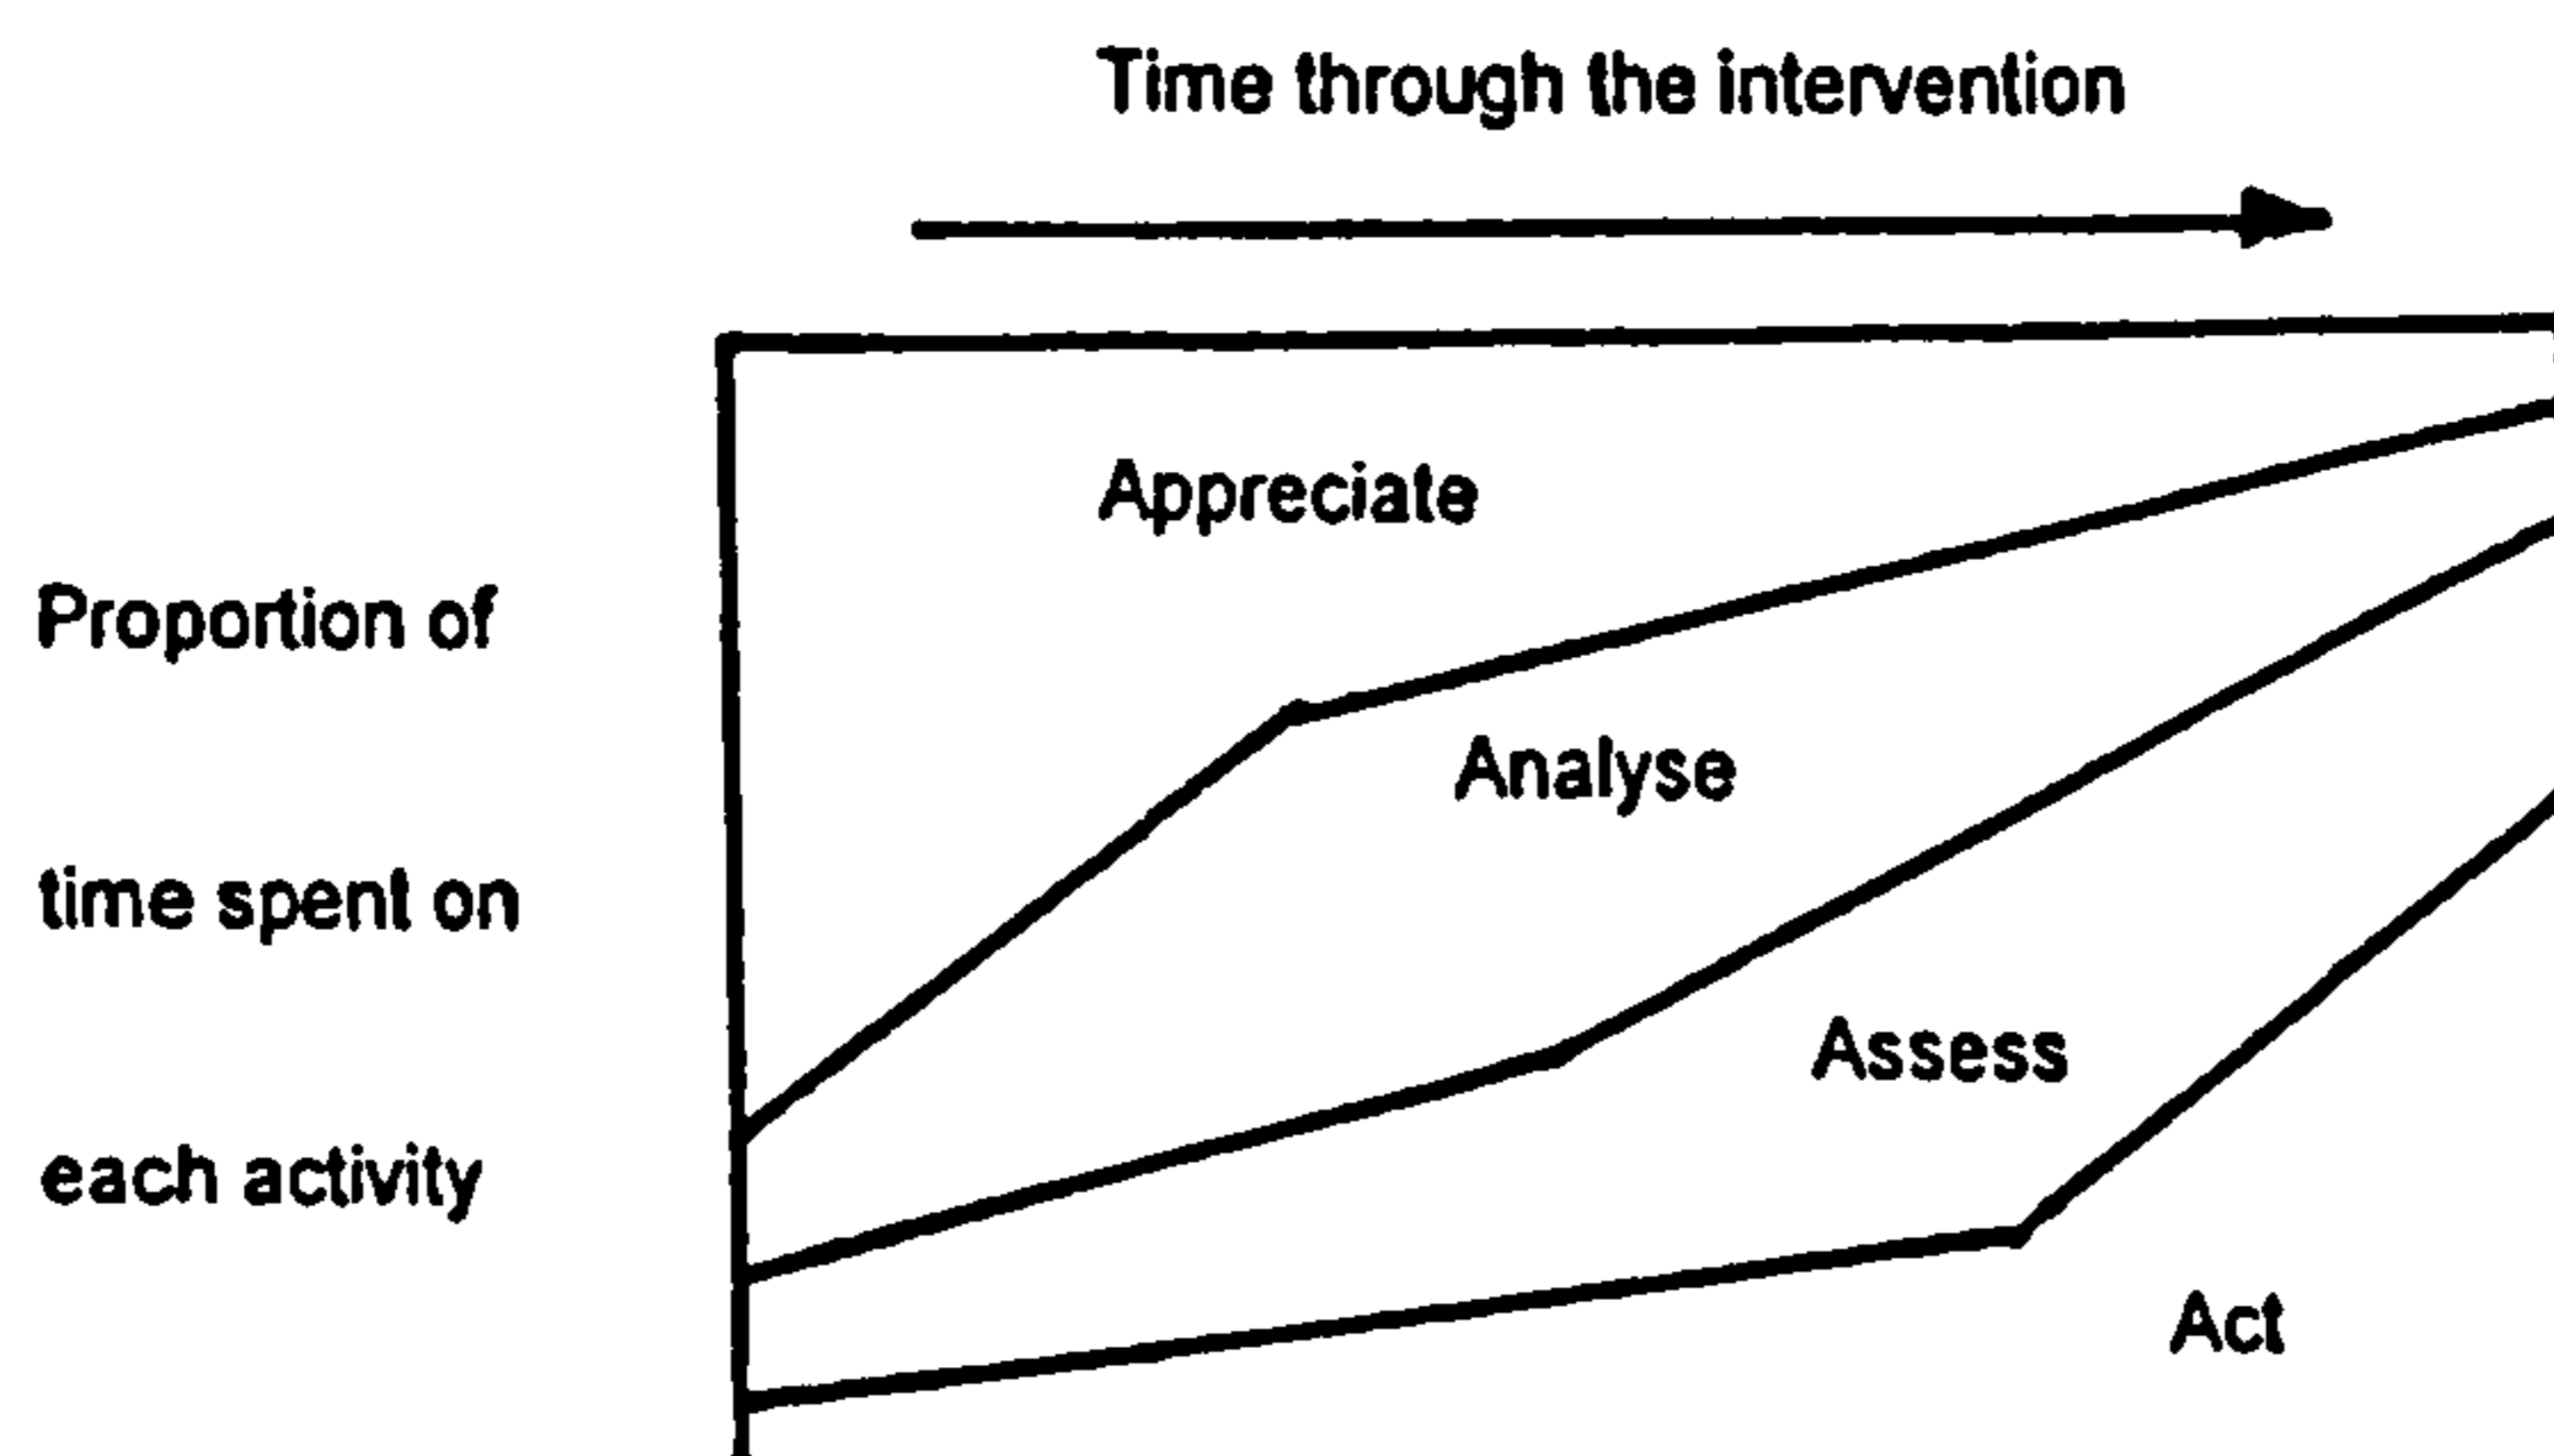 Time through the intervention
Appreciate
Proportion of
Analyse
time spent on
Assess
each activity
Act